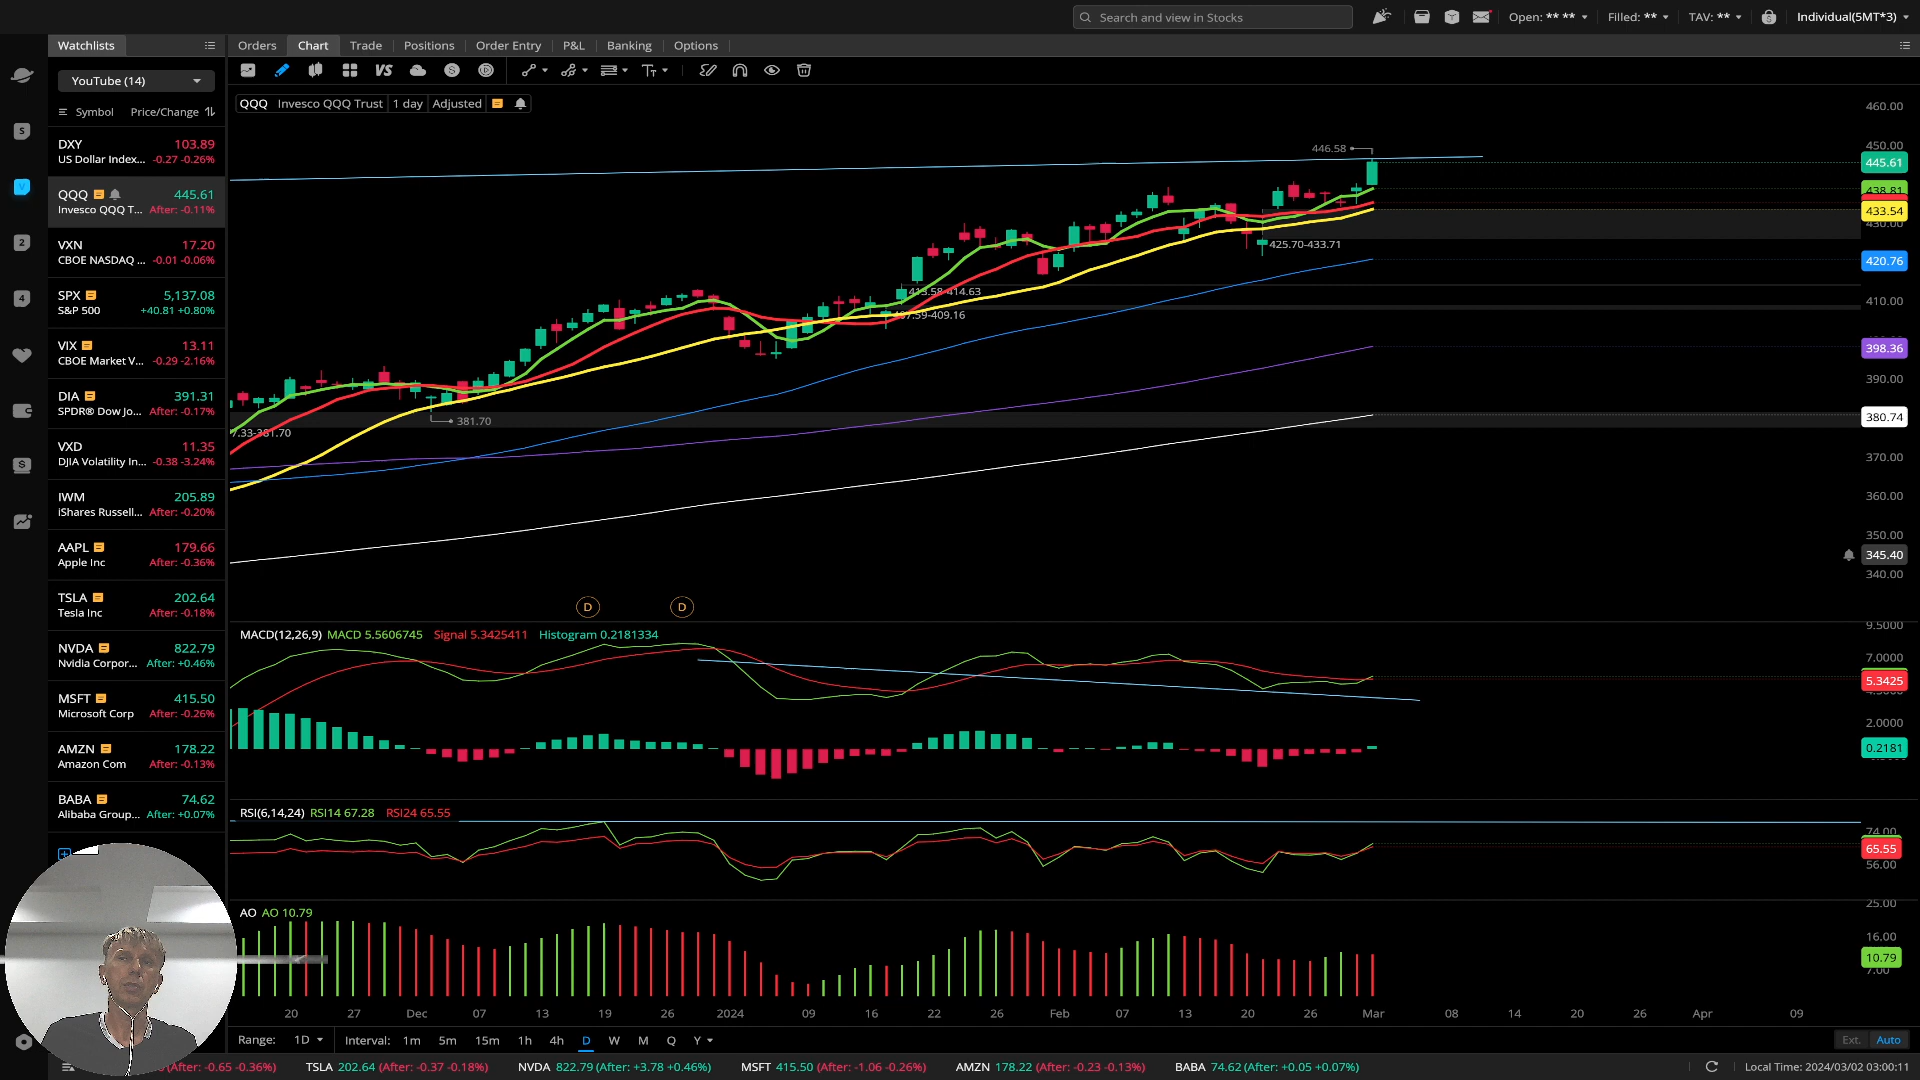 Search and view in Stocks
Open: ** **
Filled: **
TAV: **
Individual(5MT*3)
Watchlists
Orders Chart Trade Positions Order Entry P&L Banking Options
YouTube (14)
VS
Symbol Price/Change
QQQ Invesco QQQ Trust 1 day Adjusted
DXY 103.89
US Dollar Index... -0.27 -0.26%
QQQ 445.61
Invesco QQQ T... After: -0.11%
VXN 17.20
CBOE NASDAQ ... -0.01 -0.06%
SPX 5,137.08
S&P 500 +40.81 +0.80%
VIX 13.11
CBOE Market V... -0.29 -2.16%
DIA 391.31
SPDR® Dow Jo... After: -0.17%
VXD 11.35
DJIA Volatility In... -0.38 -3.24%
IWM 205.89
iShares Russell... After: -0.20%
AAPL 179.66
Apple Inc After: -0.36%
TSLA 202.64
Tesla Inc After: -0.18%
NVDA 822.79
Nvidia Corpor... After: +0.46%
MSFT 415.50
Microsoft Corp After: -0.26%
AMZN 178.22
Amazon Com After: -0.13%
BABA 74.62
Alibaba Group... After: +0.07%
446.58
425.70-433.71
413.58-414.63
409.16
381.70
381.70
460.00
450.00
445.61
438.81
433.54
430.00
420.76
410.00
398.36
390.00
380.74
370.00
360.00
350.00
345.40
340.00
D D
MACD(12,26,9) MACD 5.5606745 Signal 5.3425411 Histogram 0.2181334
9.5000
7.0000
5.3425
2.0000
0.2181
RSI(6,14,24) RSI14 67.28 RSI24 65.55
74.00
65.55
56.00
AO AO 10.79
25.00
16.00
10.79
7.00
20 27 Dec 07 13 19 26 2024 09 16 22 26 Feb 07 13 20 26 Mar 08 14 20 26 Apr 09
Range: 1D Interval: 1m 5m 15m 1h 4h D W M Q Y
Ext. Auto
(After: -0.65 -0.36%) TSLA 202.64 (After: -0.37 -0.18%) NVDA 822.79 (After: +3.78 +0.46%) MSFT 415.50 (After: -1.06 -0.26%) AMZN 178.22 (After: -0.23 -0.13%) BABA 74.62 (After: +0.05 +0.07%)
Local Time: 2024/03/02 03:00:11